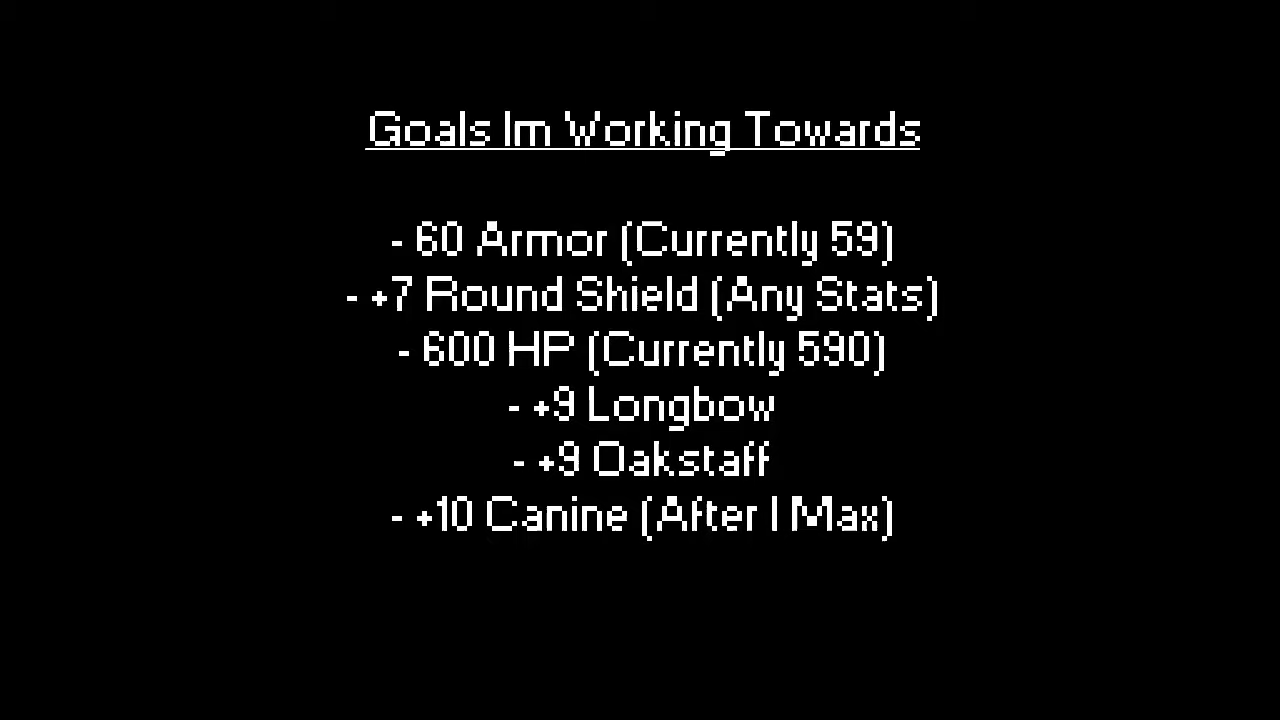 Goals Im Working Towards
- 60 Armor (Currently 59)
- +7 Round Shield (Any Stats)
- 600 HP (Currently 590)
- +9 Longbow
- +9 Oakstaff
- +10 Canine (After I Max)